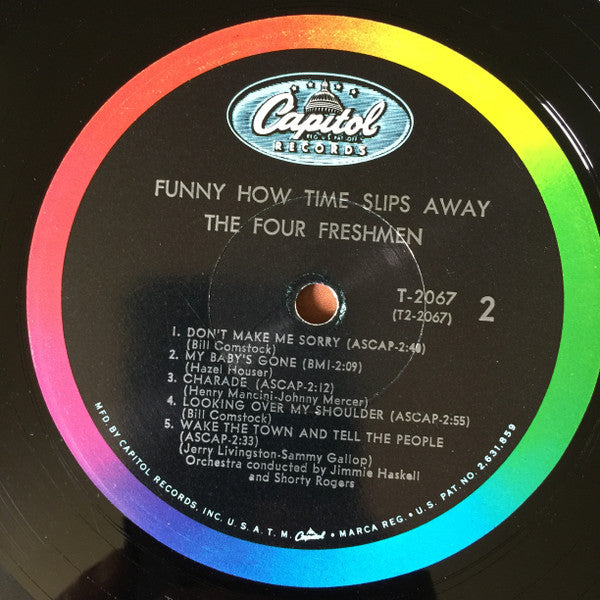 Capitol
REG. U.S. PAT. OFF.
RECORDS
FUNNY HOW TIME SLIPS AWAY
THE FOUR FRESHMEN
T-2067
(T2-2067)
2
1. DON'T MAKE ME SORRY (ASCAP-2:40)
(Bill Comstock)
2. MY BABY'S GONE (BMI-2:09)
(Hazel Houser)
3. CHARADE (ASCAP-2:12)
(Henry Mancini-Johnny Mercer)
4. LOOKING OVER MY SHOULDER (ASCAP-2:55)
(Bill Comstock)
5. WAKE THE TOWN AND TELL THE PEOPLE
(ASCAP-2:33)
(Jerry Livingston-Sammy Gallop)
Orchestra conducted by Jimmie Haskell
and Shorty Rogers
MFD. BY CAPITOL RECORDS, INC. U.S.A. T.M. Capitol • MARCA REG. • U.S. PAT. NO. 2,631,859